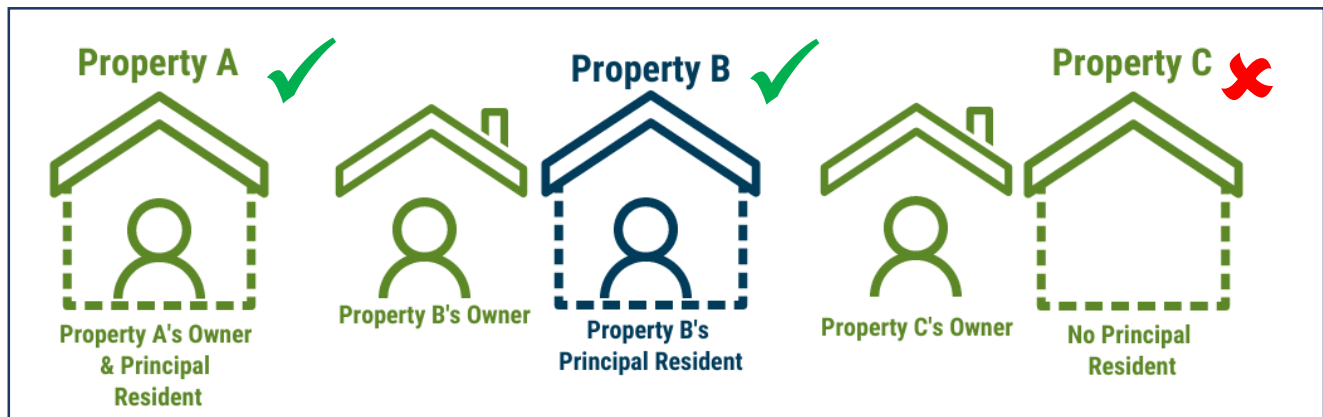 Property A
Property B
Property C
Property A's Owner
& Principal
Resident
Property B's Owner
Property B's
Principal Resident
Property C's Owner
No Principal
Resident